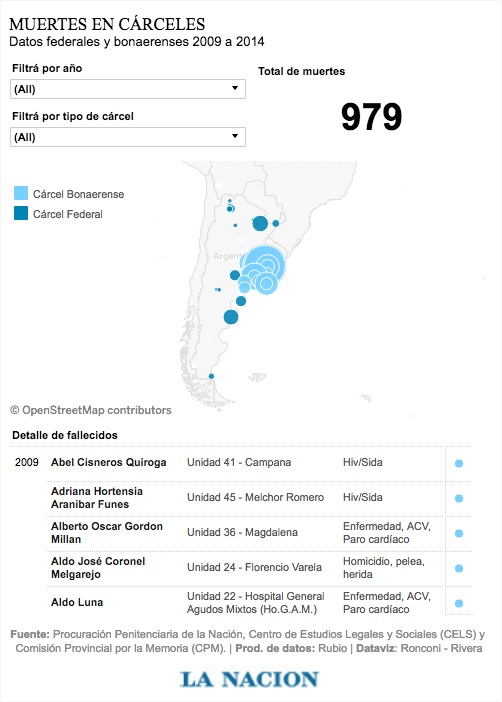 MUERTES EN CÁRCELES
Datos federales y bonaerenses 2009 a 2014
Filtrá por año
(All)
Filtrá por tipo de cárcel
(All)
Total de muertes
979
Cárcel Bonaerense
Cárcel Federal
Argent
© OpenStreetMap contributors
Detalle de fallecidos
2009 Abel Cisneros Quiroga Unidad 41 - Campana Hiv/Sida
Adriana Hortensia
Aranibar Funes Unidad 45 - Melchor Romero Hiv/Sida
Alberto Oscar Gordon
Millan Unidad 36 - Magdalena Enfermedad, ACV,
Paro cardíaco
Aldo José Coronel
Melgarejo Unidad 24 - Florencio Varela Homicidio, pelea,
herida
Aldo Luna Unidad 22 - Hospital General
Agudos Mixtos (Ho.G.A.M.) Enfermedad, ACV,
Paro cardíaco
Fuente: Procuración Penitenciaria de la Nación, Centro de Estudios Legales y Sociales (CELS) y
Comisión Provincial por la Memoria (CPM). | Prod. de datos: Rubio | Dataviz: Ronconi - Rivera
LA NACION